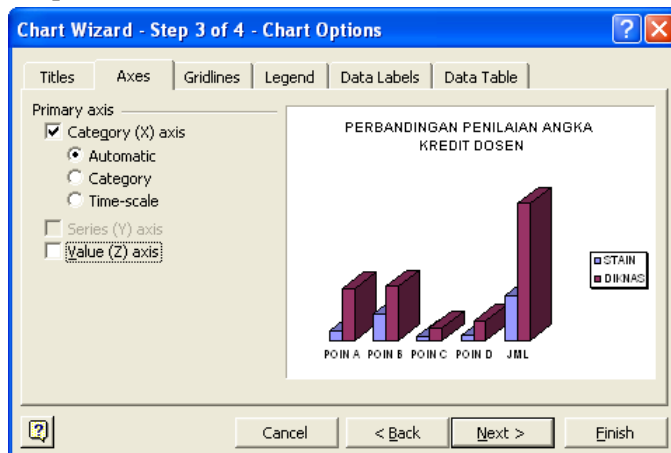 Chart Wizard - Step 3 of 4 - Chart Options
Titles Axes Gridlines Legend Data Labels Data Table
Primary axis
Category (X) axis
Automatic
Category
Time-scale
Series (Y) axis
Value (Z) axis
PERBANDINGAN PENILAIAN ANGKA
KREDIT DOSEN
STAIN
DIKNAS
POIN A POIN B POIN C POIN D JML
Cancel < Back Next > Finish